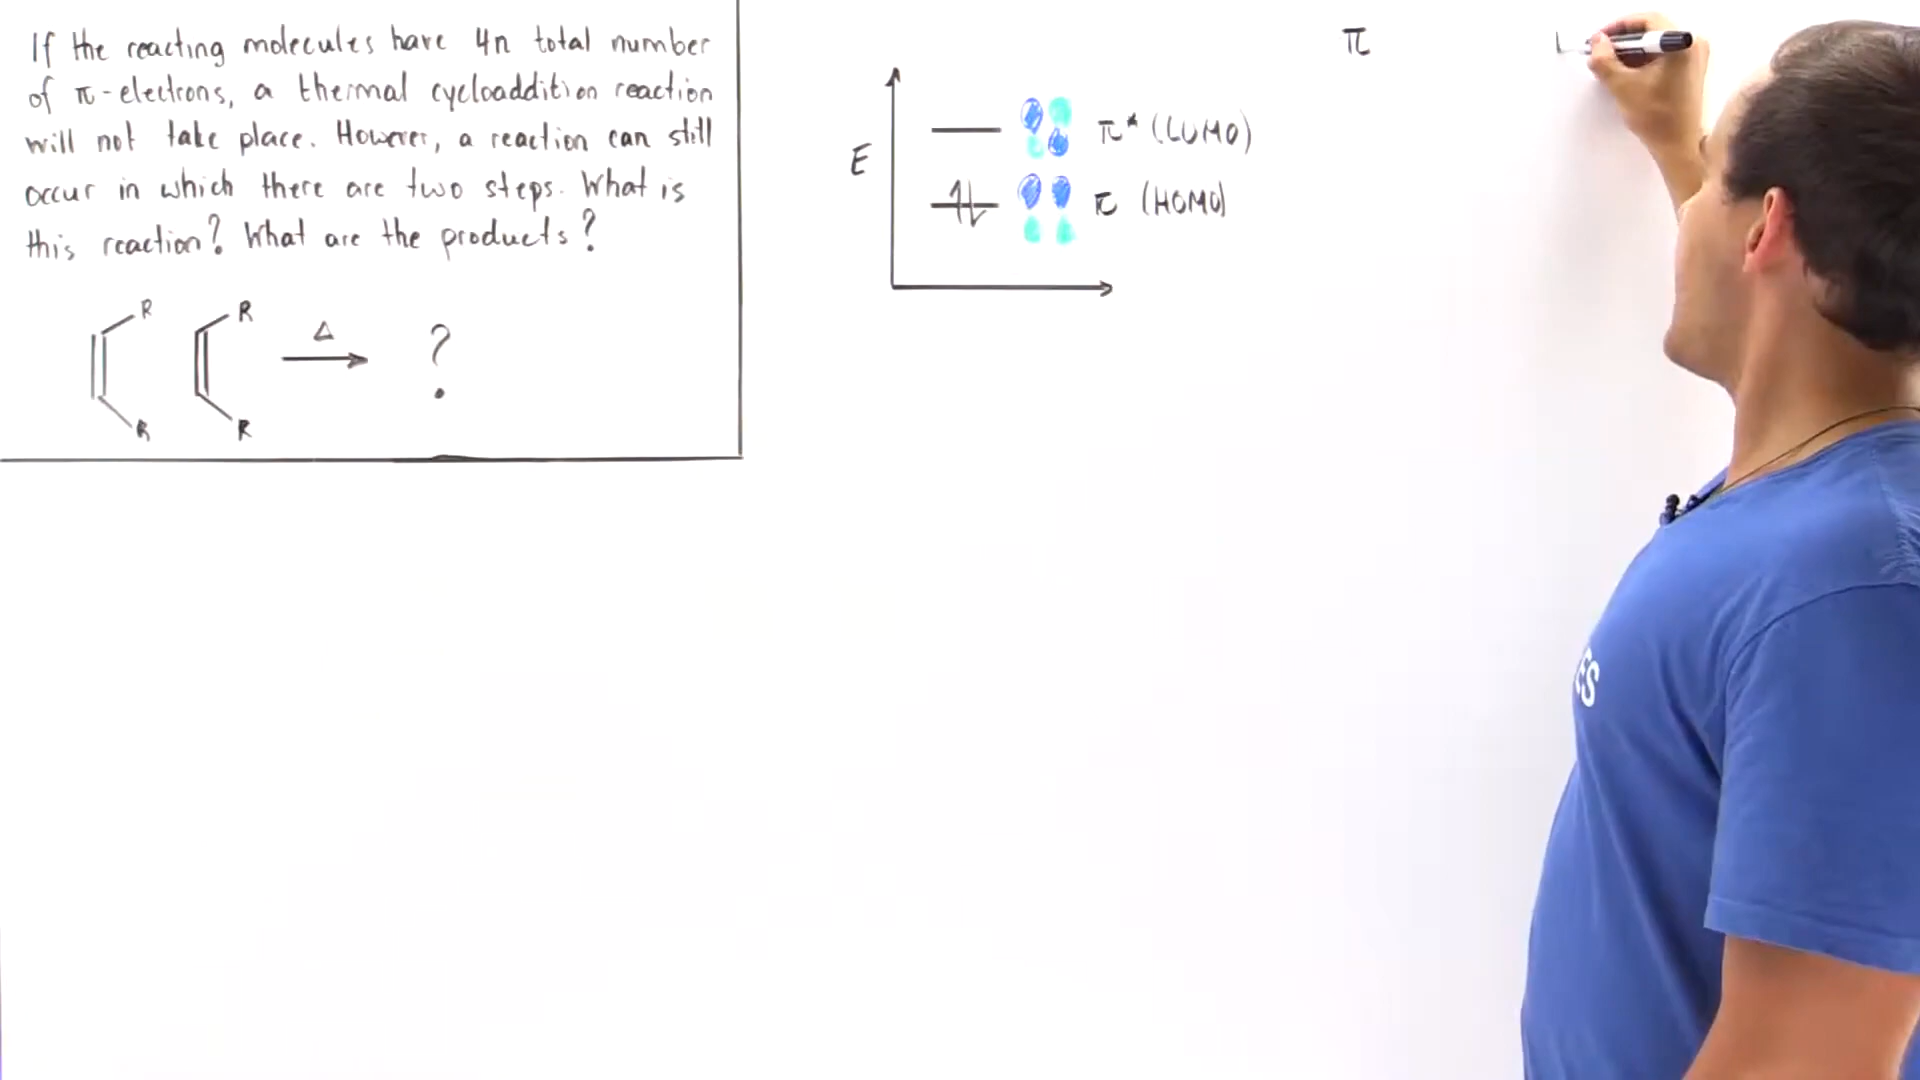 If the reacting molecules have 4n total number
of π-electrons, a thermal cycloaddition reaction
will not take place. However, a reaction can still
occur in which there are two steps. What is
this reaction? What are the products?
R R
Δ
?
R R
E
π* (LUMO)
π (HOMO)
π
ES